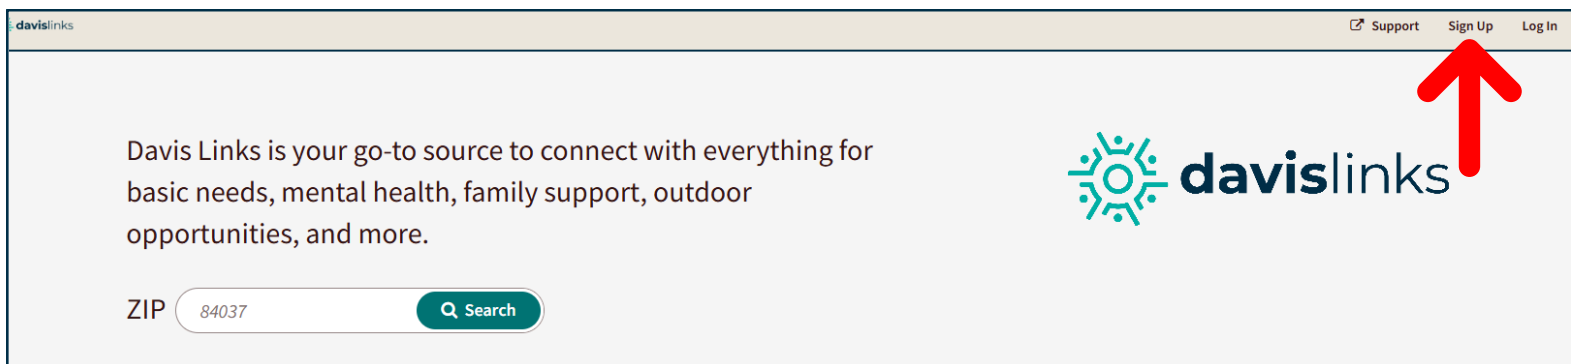 davislinks
Support Sign Up Log In
Davis Links is your go-to source to connect with everything for
basic needs, mental health, family support, outdoor
opportunities, and more.
davislinks
ZIP 84037 Search